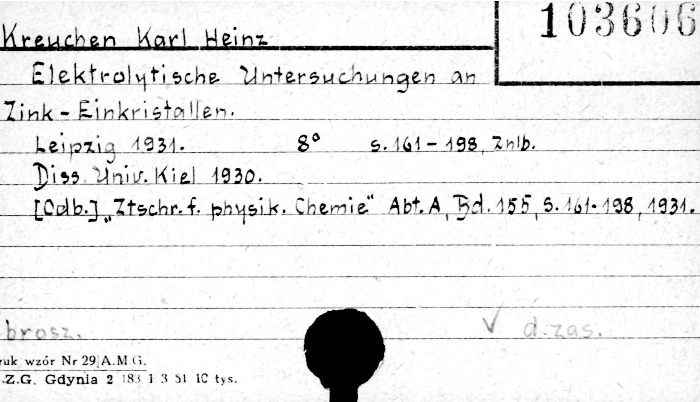 103606
Kreuchen Karl Heinz
Elektrolytische Untersuchungen an
Zink-Einkristallen.
Leipzig 1931. 8° s. 161-198, Znlb.
Diss. Univ. Kiel 1930.
[Odb.] „Ztschr. f. physik. Chemie" Abt. A, Bd. 155, S. 161-198, 1931.
brosz. √ d.zas.
ruk wzór Nr 29 A.M G.
.Z.G. Gdynia 2 183 1 3 51 10 tys.